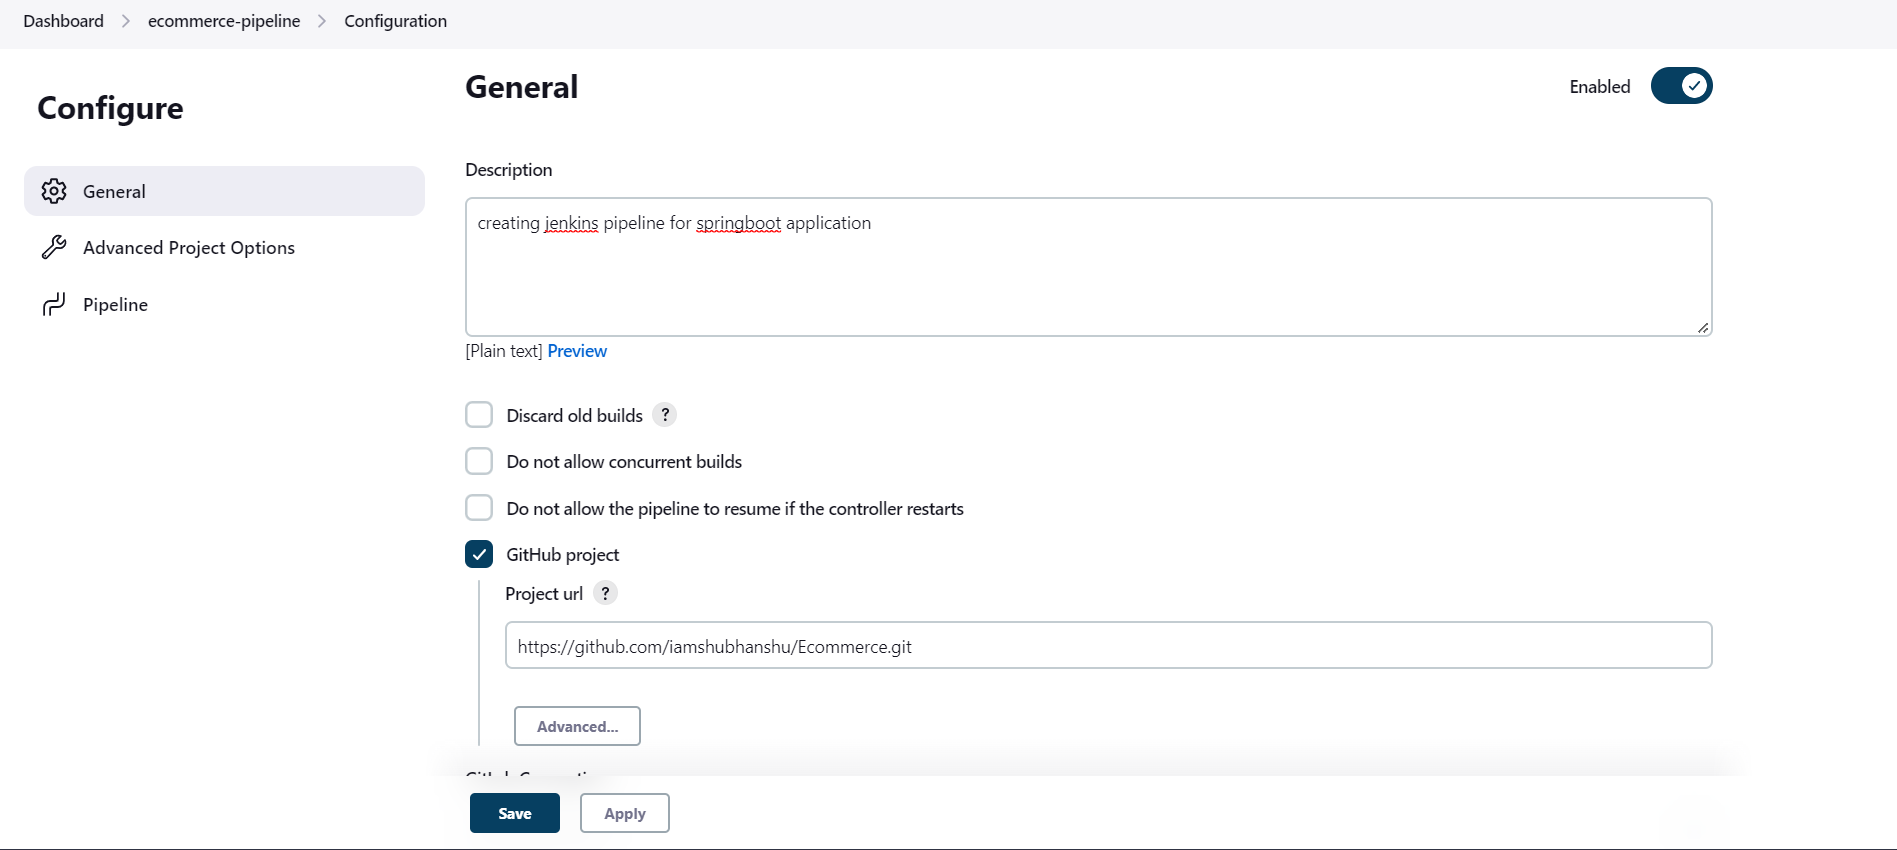 Dashboard > ecommerce-pipeline > Configuration
Configure
General
Advanced Project Options
Pipeline
General
Enabled
Description
creating jenkins pipeline for springboot application
[Plain text] Preview
Discard old builds ?
Do not allow concurrent builds
Do not allow the pipeline to resume if the controller restarts
GitHub project
Project url ?
https://github.com/iamshubhanshu/Ecommerce.git
Advanced...
Save
Apply